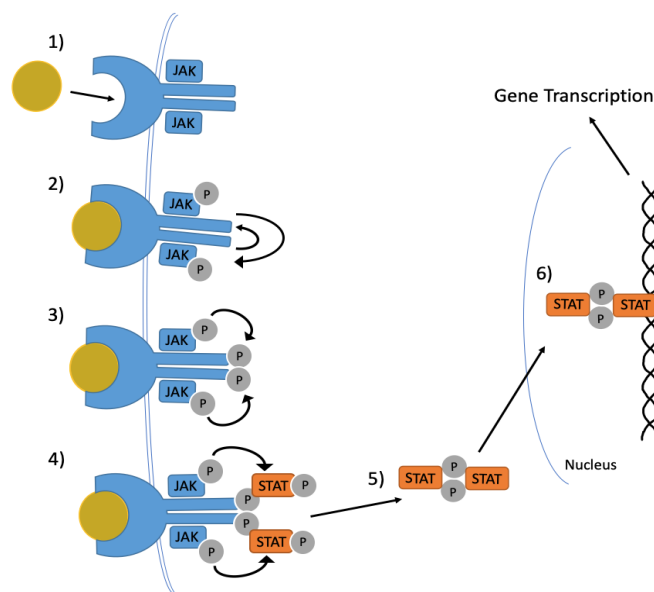 1)
JAK
JAK
Gene Transcription
2)
P
JAK
JAK
P
6)
P
STAT STAT
P
3)
P
JAK
P
P
JAK
P
4)
P
JAK
STAT P
P
5)
P
STAT STAT
P
Nucleus
P
JAK
STAT P
P